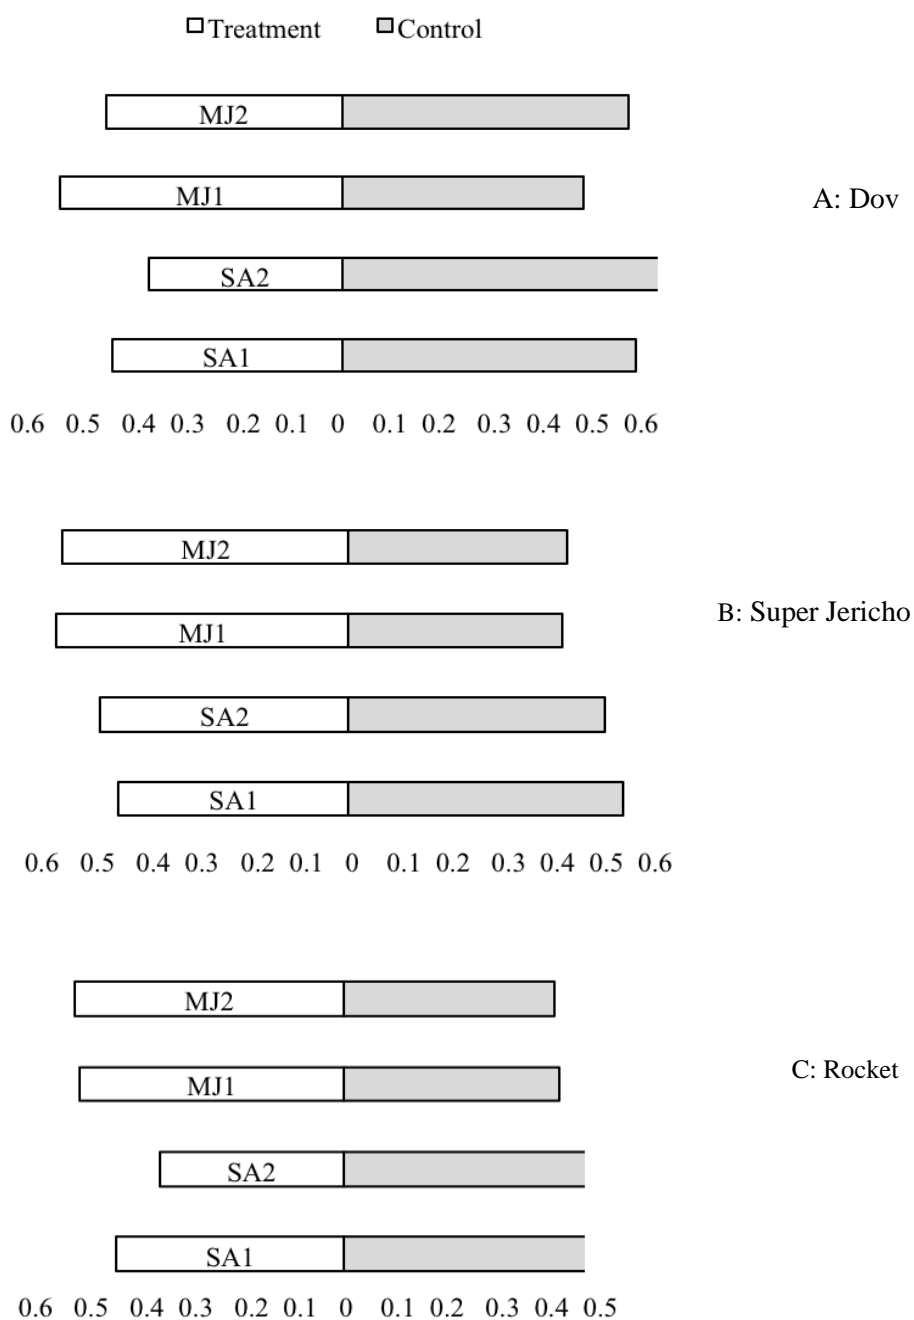 Treatment Control
MJ2
MJ1
A: Dov
SA2
SA1
0.6 0.5 0.4 0.3 0.2 0.1 0 0.1 0.2 0.3 0.4 0.5 0.6
MJ2
B: Super Jericho
MJ1
SA2
SA1
0.6 0.5 0.4 0.3 0.2 0.1 0 0.1 0.2 0.3 0.4 0.5 0.6
MJ2
C: Rocket
MJ1
SA2
SA1
0.6 0.5 0.4 0.3 0.2 0.1 0 0.1 0.2 0.3 0.4 0.5